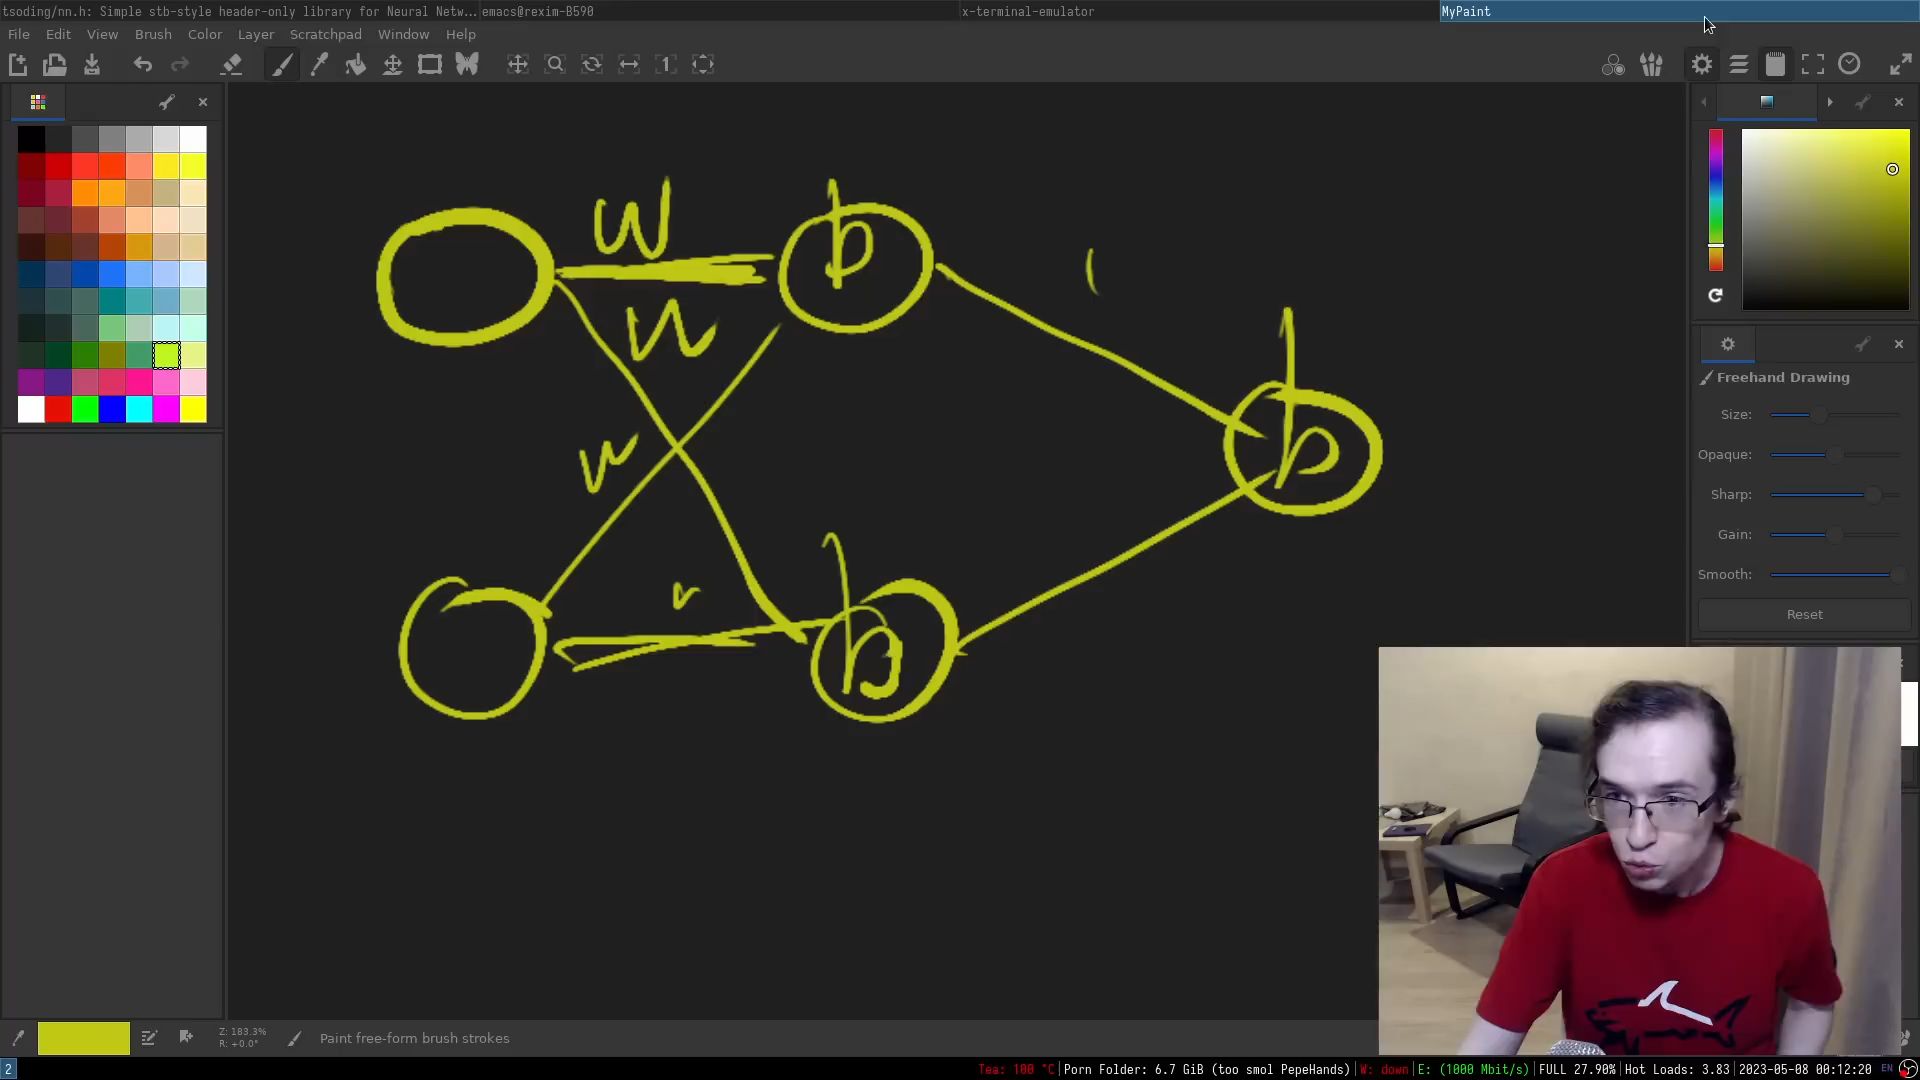 tsoding/nn.h: Simple stb-style header-only library for Neural Netw... emacs@rexim-B590 x-terminal-emulator MyPaint
File Edit View Brush Color Layer Scratchpad Window Help
Freehand Drawing
Size:
Opaque:
Sharp:
Gain:
Smooth:
Reset
W
b
W
b
w
b
Z: 183.3%
R: +0.0°
Paint free-form brush strokes
2 Tea: 100 °C|Porn Folder: 6.7 GiB (too smol PepeHands)|W: down|E: (1000 Mbit/s)|FULL 27.90%|Hot Loads: 3.83|2023-05-08 00:12:20 EN